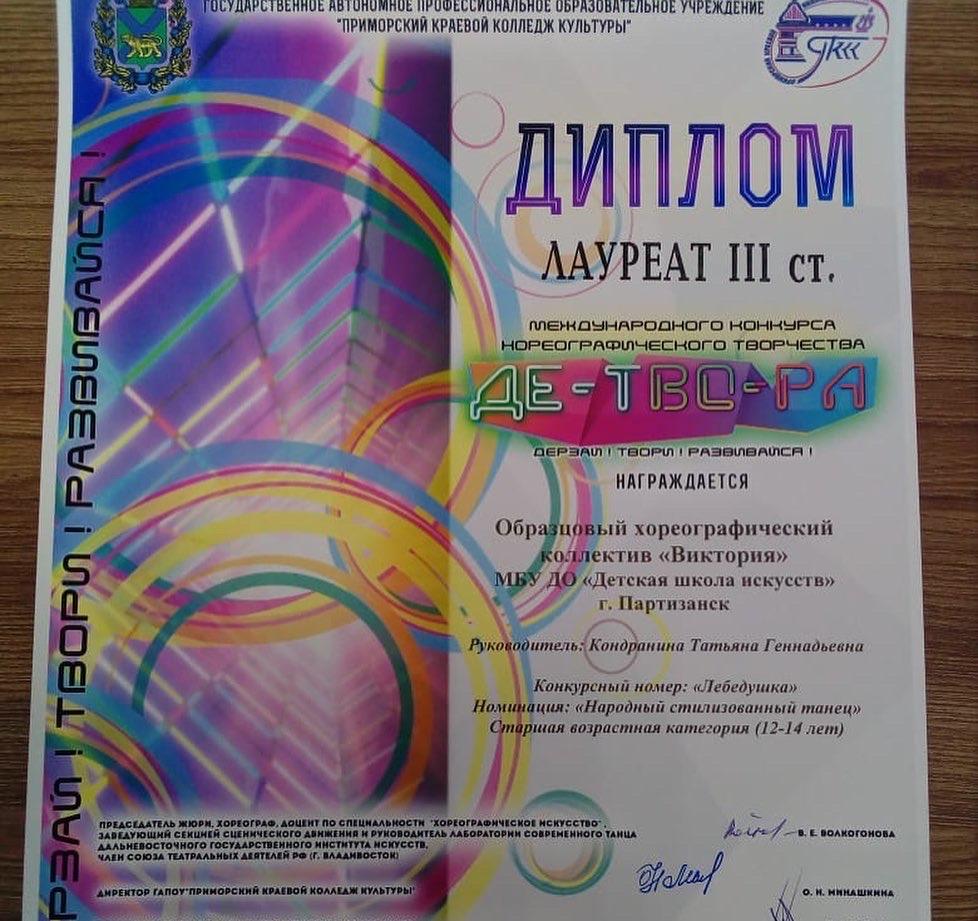 ГОСУДАРСТВЕННОЕ АВТОНОМНОЕ ПРОФЕССИОНАЛЬНОЕ ОБРАЗОВАТЕЛЬНОЕ УЧРЕЖДЕНИЕ
"ПРИМОРСКИЙ КРАЕВОЙ КОЛЛЕДЖ КУЛЬТУРЫ"
ПККК
ДИПЛОМ
ЛАУРЕАТ III ст.
МЕЖДУНАРОДНОГО КОНКУРСА
ХОРЕОГРАФИЧЕСКОГО ТВОРЧЕСТВА
ДЕ-ТВО-РА
ДЕРЗАЙ ! ТВОРИ ! РАЗВИВАЙСЯ !
НАГРАЖДАЕТСЯ
Образцовый хореографический
коллектив «Виктория»
МБУ ДО «Детская школа искусств»
г. Партизанск
Руководитель: Кондранина Татьяна Геннадьевна
Конкурсный номер: «Лебедушка»
Номинация: «Народный стилизованный танец»
Старшая возрастная категория (12-14 лет)
РЗАЙ ! ТВОРИ ! РАЗВИВАЙСЯ !
ПРЕДСЕДАТЕЛЬ ЖЮРИ, ХОРЕОГРАФ, ДОЦЕНТ ПО СПЕЦИАЛЬНОСТИ "ХОРЕОГРАФИЧЕСКОЕ ИСКУССТВО",
ЗАВЕДУЮЩИЙ СЕКЦИЕЙ СЦЕНИЧЕСКОГО ДВИЖЕНИЯ И РУКОВОДИТЕЛЬ ЛАБОРАТОРИИ СОВРЕМЕННОГО ТАНЦА
ДАЛЬНЕВОСТОЧНОГО ГОСУДАРСТВЕННОГО ИНСТИТУТА ИСКУССТВ,
ЧЛЕН СОЮЗА ТЕАТРАЛЬНЫХ ДЕЯТЕЛЕЙ РФ (Г. ВЛАДИВОСТОК)
В. Е. ВОЛКОГОНОВА
ДИРЕКТОР ГАПОУ"ПРИМОРСКИЙ КРАЕВОЙ КОЛЛЕДЖ КУЛЬТУРЫ"
О. Н. МИНАШКИНА